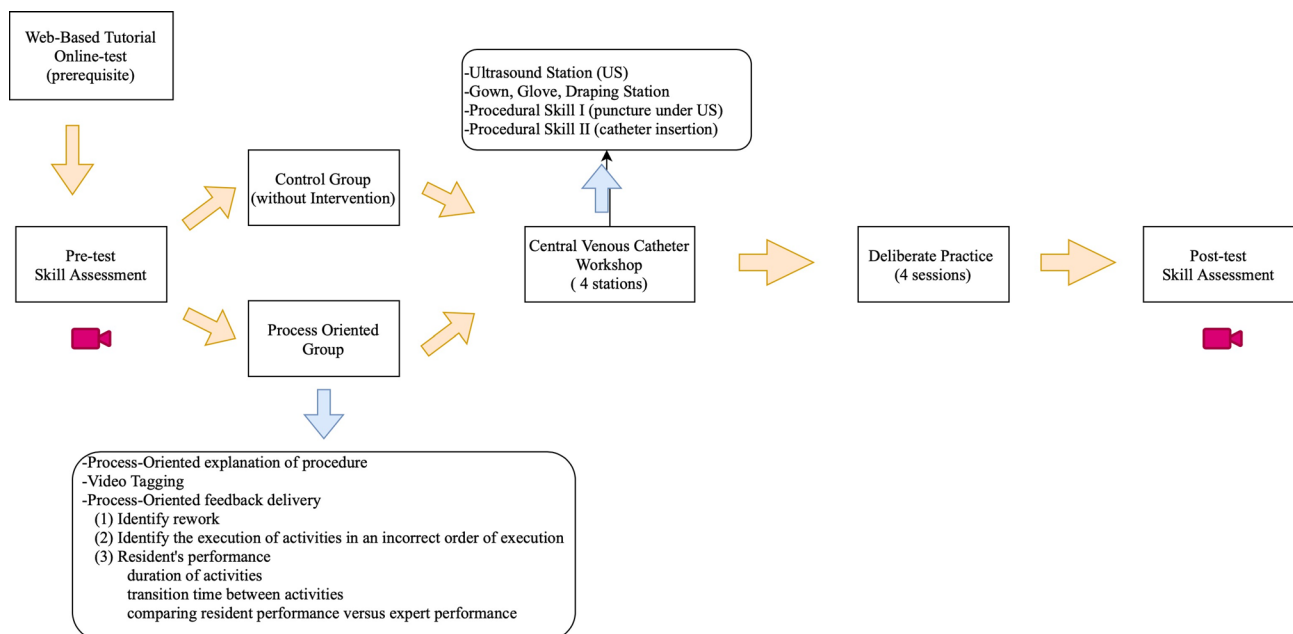 Web-Based Tutorial
Online-test
(prerequisite)
-Ultrasound Station (US)
-Gown, Glove, Draping Station
-Procedural Skill I (puncture under US)
-Procedural Skill II (catheter insertion)
Control Group
(without Intervention)
Pre-test
Skill Assessment
Central Venous Catheter
Workshop
( 4 stations)
Deliberate Practice
(4 sessions)
Post-test
Skill Assessment
Process Oriented
Group
-Process-Oriented explanation of procedure
-Video Tagging
-Process-Oriented feedback delivery
(1) Identify rework
(2) Identify the execution of activities in an incorrect order of execution
(3) Resident's performance
duration of activities
transition time between activities
comparing resident performance versus expert performance